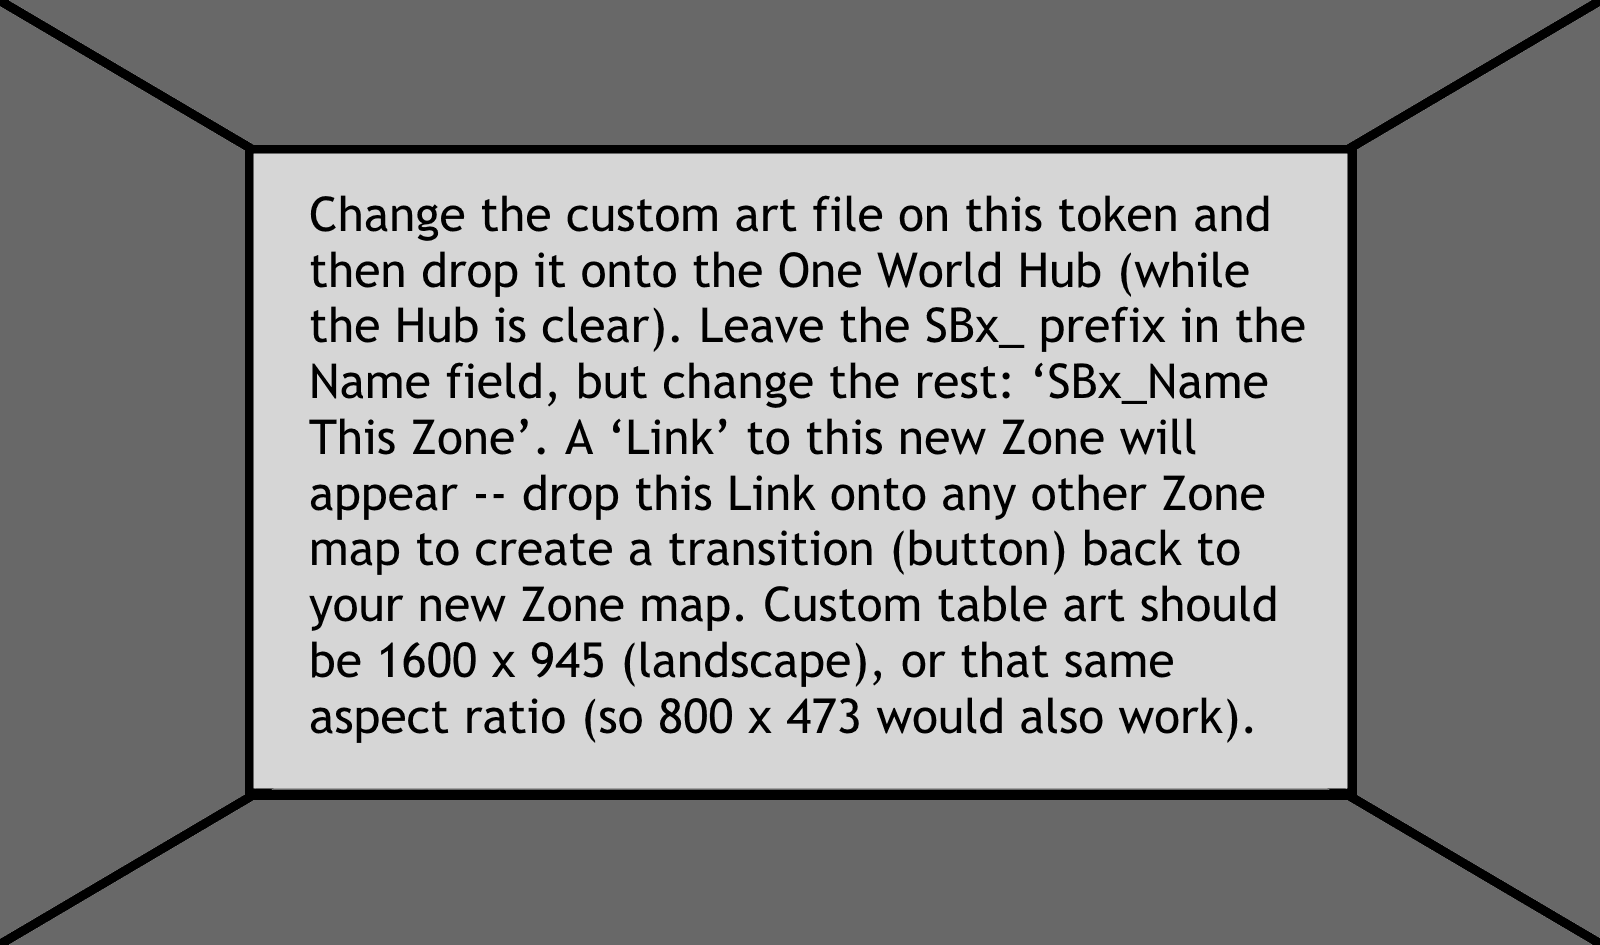 Change the custom art file on this token and
then drop it onto the One World Hub (while
the Hub is clear). Leave the SBx_ prefix in the
Name field, but change the rest: ‘SBx_Name
This Zone’. A ‘Link’ to this new Zone will
appear -- drop this Link onto any other Zone
map to create a transition (button) back to
your new Zone map. Custom table art should
be 1600 x 945 (landscape), or that same
aspect ratio (so 800 x 473 would also work).